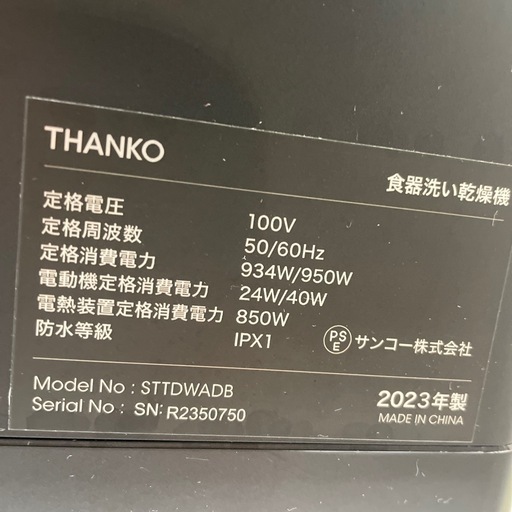 THANKO
食器洗い乾燥機
定格電圧 100V
定格周波数 50/60Hz
定格消費電力 934W/950W
電動機定格消費電力 24W/40W
電熱装置定格消費電力 850W
防水等級 IPX1
PSE サンコー株式会社
Model No : STTDWADB
Serial No : SN: R2350750
2023年製
MADE IN CHINA